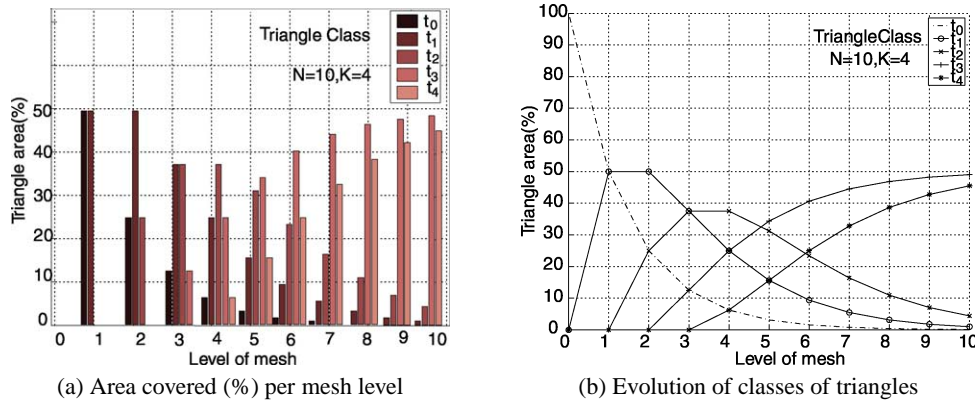 Triangle Class
N=10,K=4
t0
t1
t2
t3
t4
Triangle area(%)
50
40
30
20
10
0
0 1 2 3 4 5 6 7 8 9 10
Level of mesh
(a) Area covered (%) per mesh level
TriangleClass
N=10,K=4
t0
t1
t2
t3
t4
Triangle area(%)
100
90
80
70
60
50
40
30
20
10
0
0 1 2 3 4 5 6 7 8 9 10
Level of mesh
(b) Evolution of classes of triangles